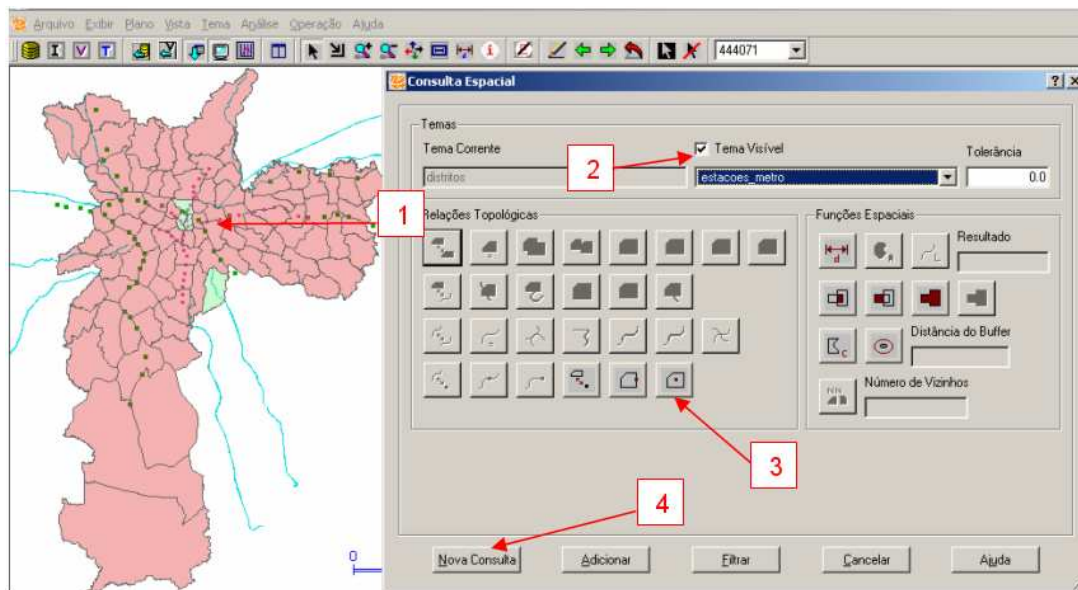 Arquivo Exibir Plano Vista Tema Análise Operação Ajuda
I V T 444071
Consulta Espacial
Temas
Tema Corrente
Tema Visível
Tolerância
distritos
estacoes_metro
0.0
2
1
Relações Topológicas
Funções Espaciais
Resultado
Distância do Buffer
Número de Vizinhos
3
4
0
Nova Consulta
Adicionar
Filtrar
Cancelar
Ajuda